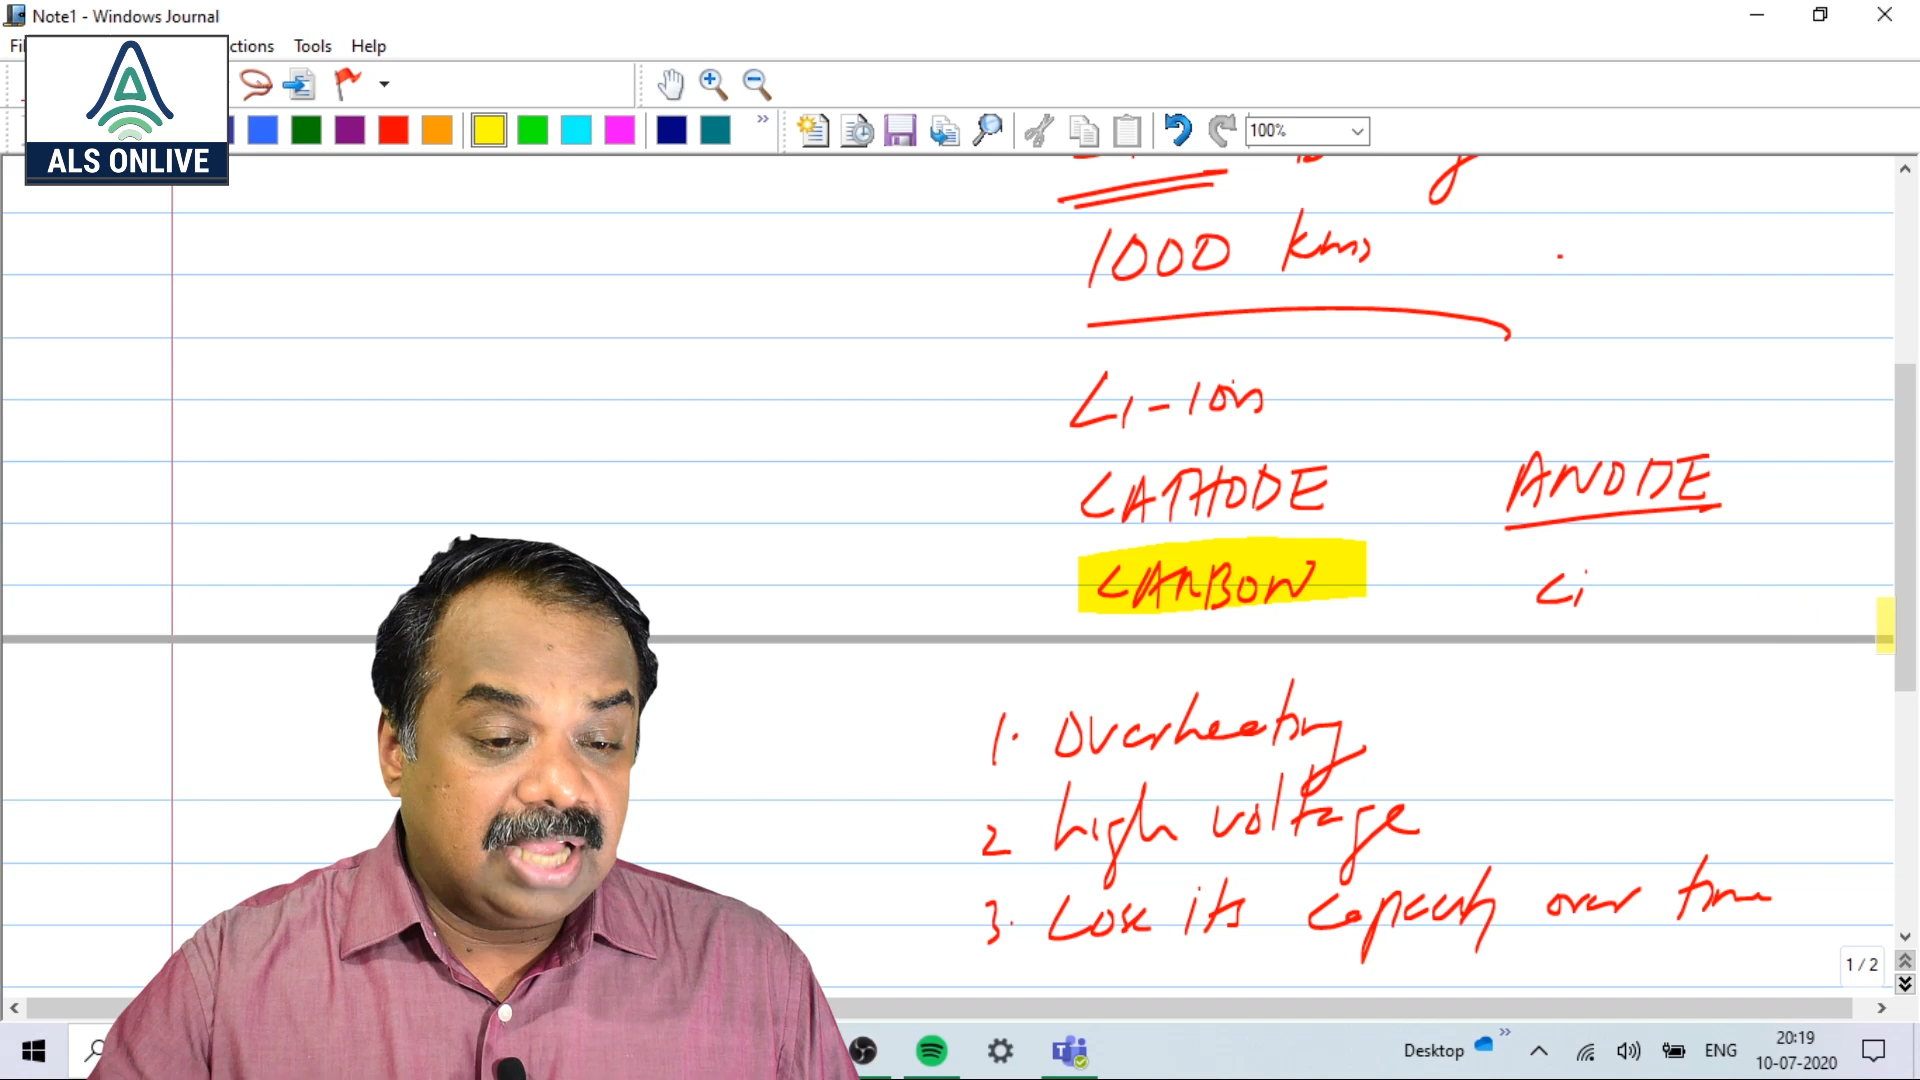 Note1 - Windows Journal
ctions Tools Help
ALS ONLIVE
100%
1000 kms
Li-Ion
CATHODE ANODE
CARBON Li
1. Overheating
2 high voltage
3. Lose its capacity over time
1 / 2
Desktop
ENG
20:19
10-07-2020